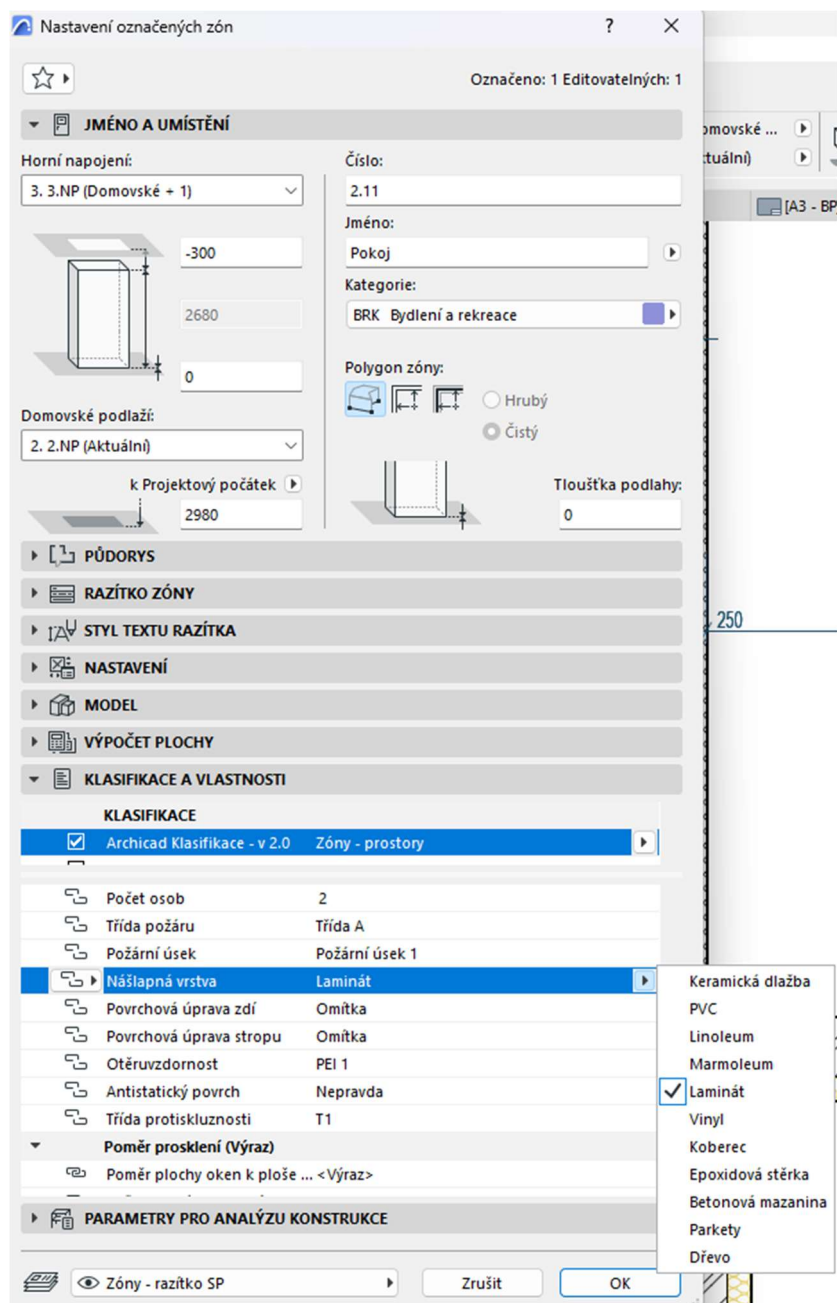 Nastavení označených zón
?
Označeno: 1 Editovatelných: 1
JMÉNO A UMÍSTĚNÍ
Horní napojení:
3. 3.NP (Domovské + 1)
-300
2680
0
Domovské podlaží:
2. 2.NP (Aktuální)
k Projektový počátek
2980
Číslo:
2.11
Jméno:
Pokoj
Kategorie:
BRK Bydlení a rekreace
Polygon zóny:
Hrubý
Čistý
Tloušťka podlahy:
0
PŮDORYS
RAZÍTKO ZÓNY
STYL TEXTU RAZÍTKA
NASTAVENÍ
MODEL
VÝPOČET PLOCHY
KLASIFIKACE A VLASTNOSTI
KLASIFIKACE
Archicad Klasifikace - v 2.0 Zóny - prostory
Počet osob 2
Třída požáru Třída A
Požární úsek Požární úsek 1
Nášlapná vrstva Laminát
Povrchová úprava zdí Omítka
Povrchová úprava stropu Omítka
Otěruvzdornost PEI 1
Antistatický povrch Nepravda
Třída protiskluznosti T1
Poměr prosklení (Výraz)
Poměr plochy oken k ploše ... <Výraz>
PARAMETRY PRO ANALÝZU KONSTRUKCE
Zóny - razítko SP
Zrušit
OK
Keramická dlažba
PVC
Linoleum
Marmoleum
Laminát
Vinyl
Koberec
Epoxidová stěrka
Betonová mazanina
Parkety
Dřevo
omovské ...
tuální)
[A3 - BP
250